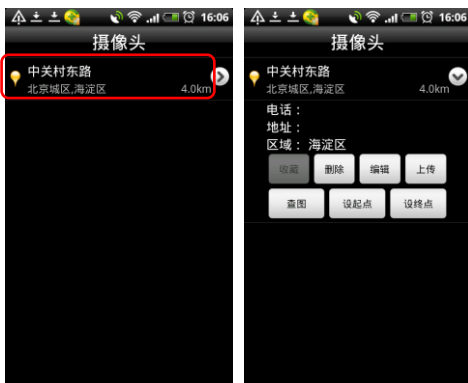 16:06
摄像头
中关村东路
北京城区,海淀区 4.0km
16:06
摄像头
中关村东路
北京城区,海淀区 4.0km
电话：
地址：
区域： 海淀区
收藏 删除 编辑 上传
查图 设起点 设终点